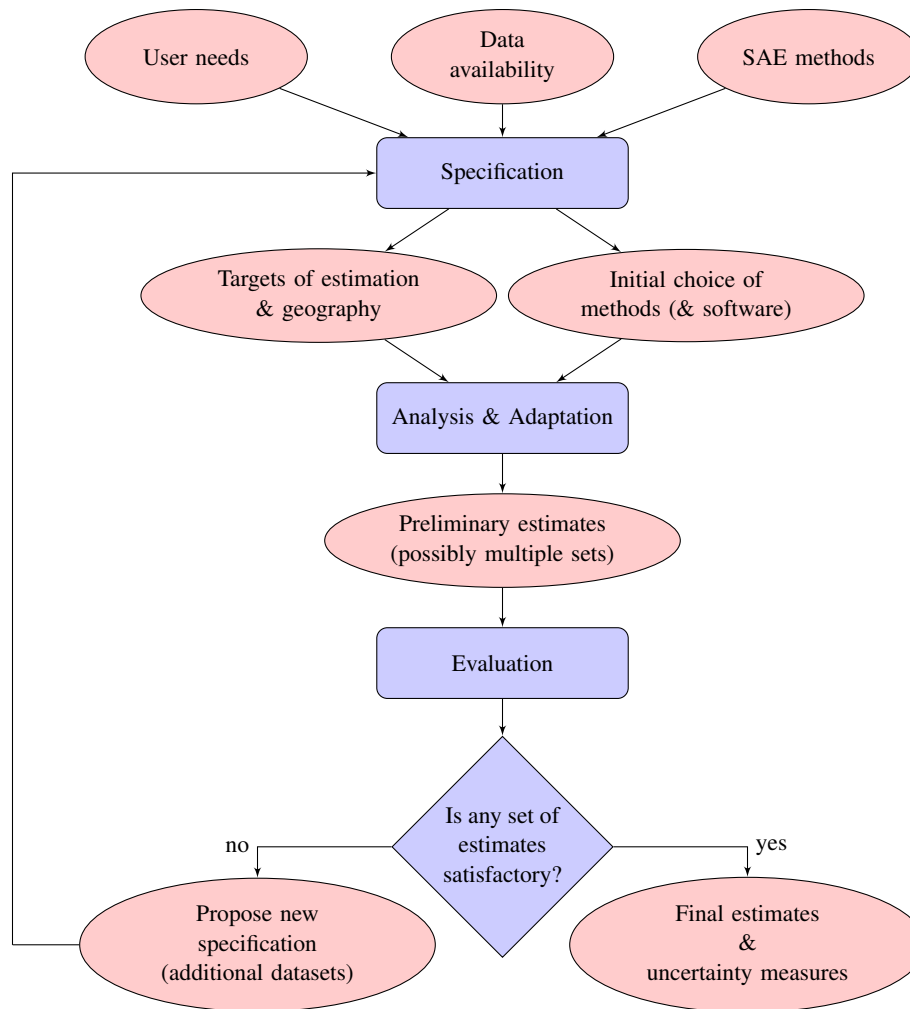 User needs
Data
availability
SAE methods
Specification
Targets of estimation
& geography
Initial choice of
methods (& software)
Analysis & Adaptation
Preliminary estimates
(possibly multiple sets)
Evaluation
Is any set of
estimates
satisfactory?
no
yes
Propose new
specification
(additional datasets)
Final estimates
&
uncertainty measures